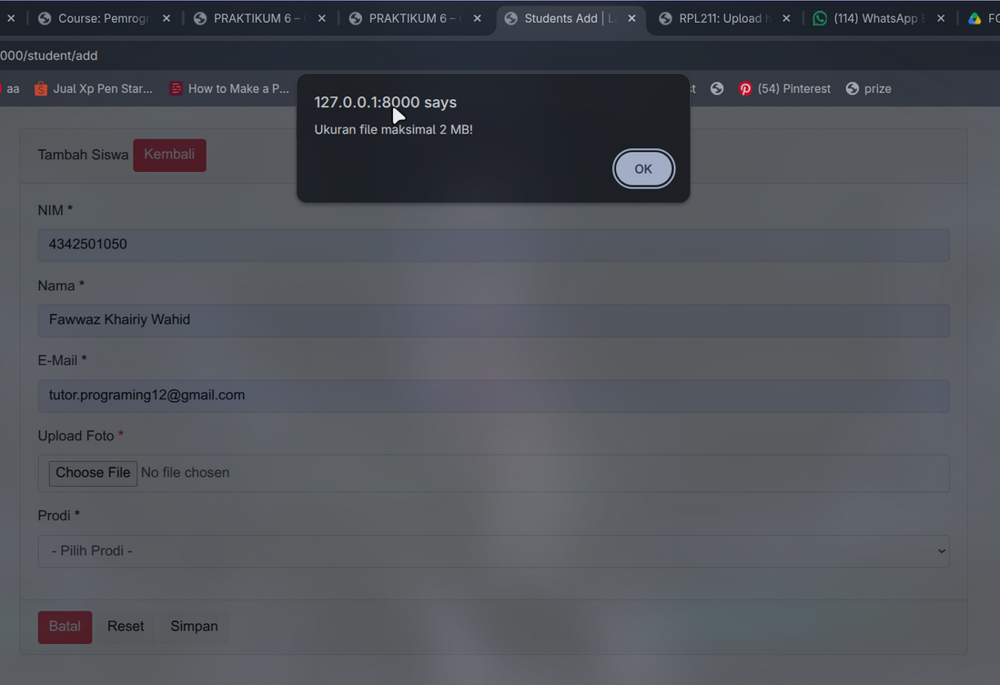 Course: Pemrog
PRAKTIKUM 6 –
PRAKTIKUM 6 –
Students Add | L
RPL211: Upload h
(114) WhatsApp
FO
000/student/add
aa
Jual Xp Pen Star...
How to Make a P...
st
(54) Pinterest
prize
127.0.0.1:8000 says
Ukuran file maksimal 2 MB!
OK
Tambah Siswa Kembali
NIM *
4342501050
Nama *
Fawwaz Khairiy Wahid
E-Mail *
tutor.programing12@gmail.com
Upload Foto *
Choose File No file chosen
Prodi *
- Pilih Prodi -
Batal Reset Simpan